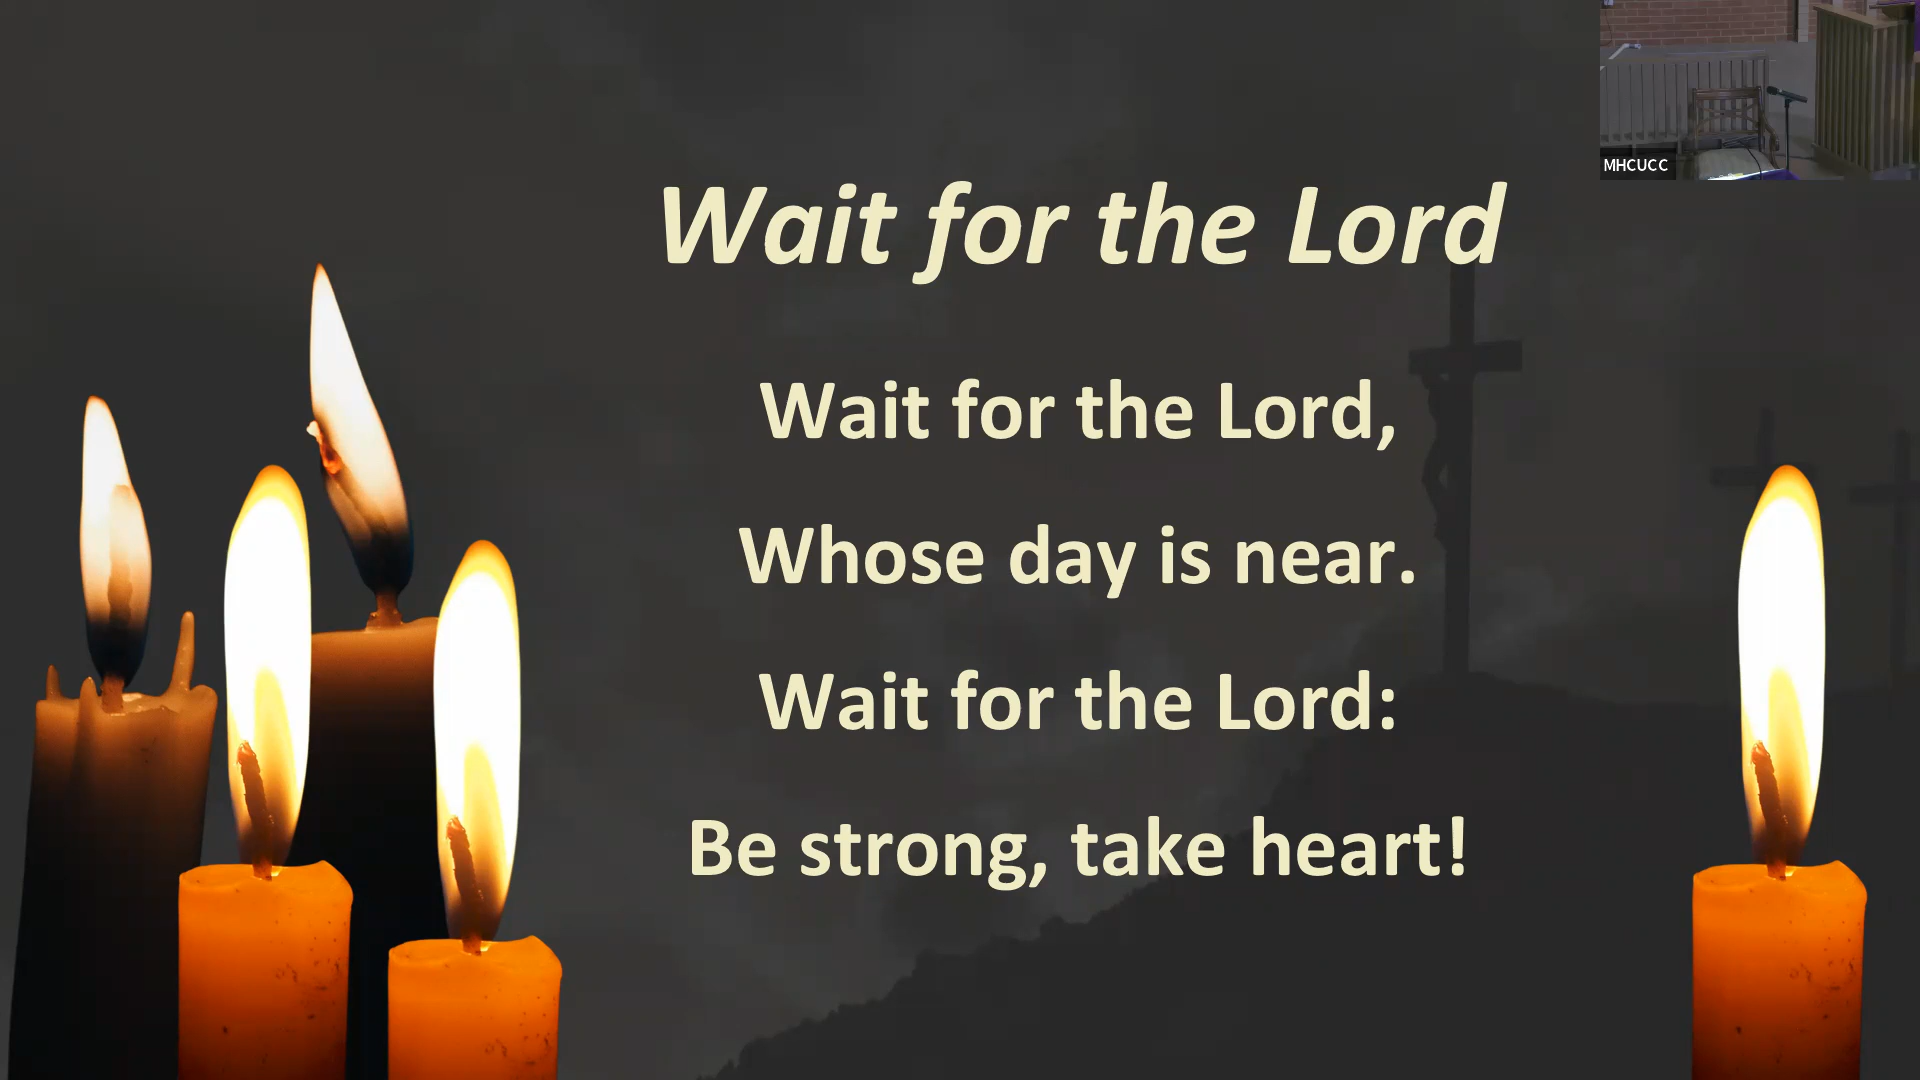 MHCUCC
Wait for the Lord
Wait for the Lord,
Whose day is near.
Wait for the Lord:
Be strong, take heart!